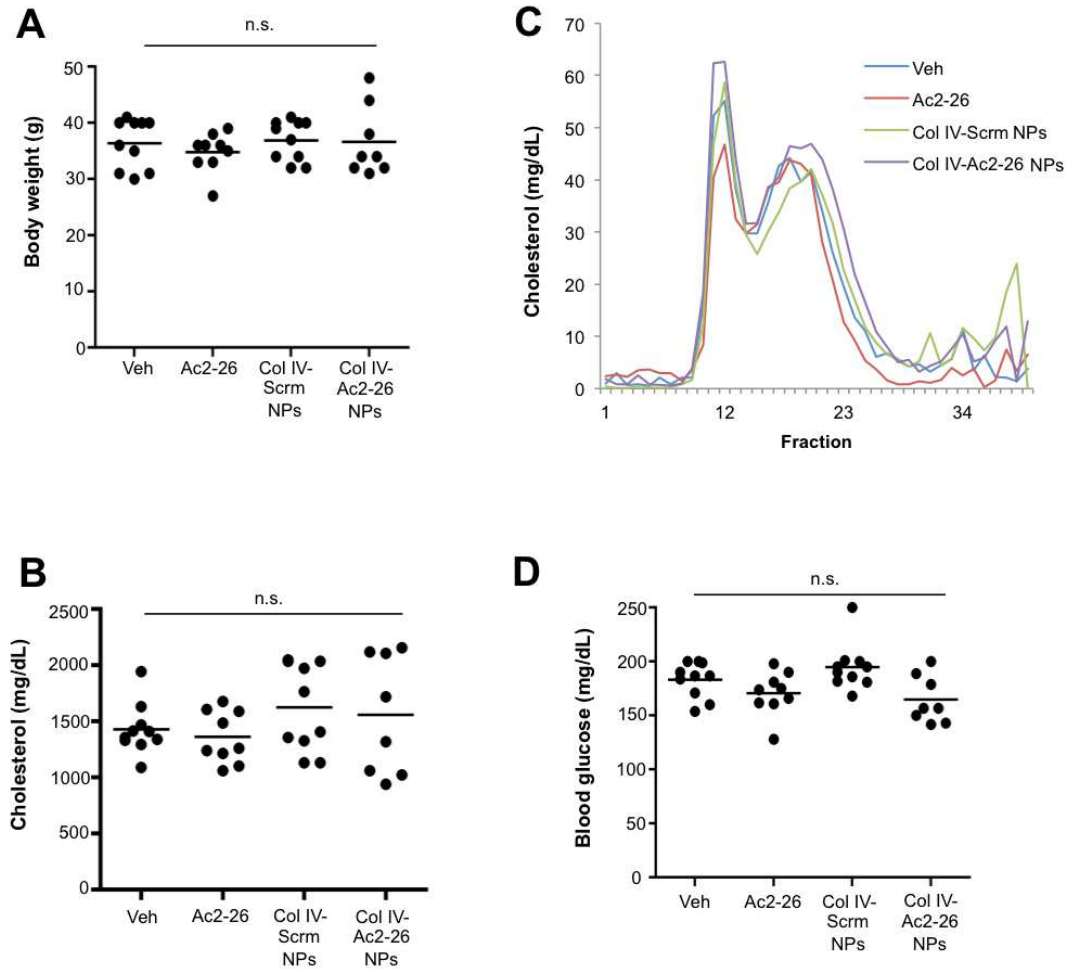 A
n.s.
Body weight (g)
50
40
30
20
10
0
Veh
Ac2-26
Col IV-
Scrm
NPs
Col IV-
Ac2-26
NPs
C
Cholesterol (mg/dL)
70
60
50
40
30
20
10
0
1
12
23
34
Fraction
Veh
Ac2-26
Col IV-Scrm NPs
Col IV-Ac2-26 NPs
B
n.s.
Cholesterol (mg/dL)
2500
2000
1500
1000
500
0
Veh
Ac2-26
Col IV-
Scrm
NPs
Col IV-
Ac2-26
NPs
D
n.s.
Blood glucose (mg/dL)
250
200
150
100
50
0
Veh
Ac2-26
Col IV-
Scrm
NPs
Col IV-
Ac2-26
NPs